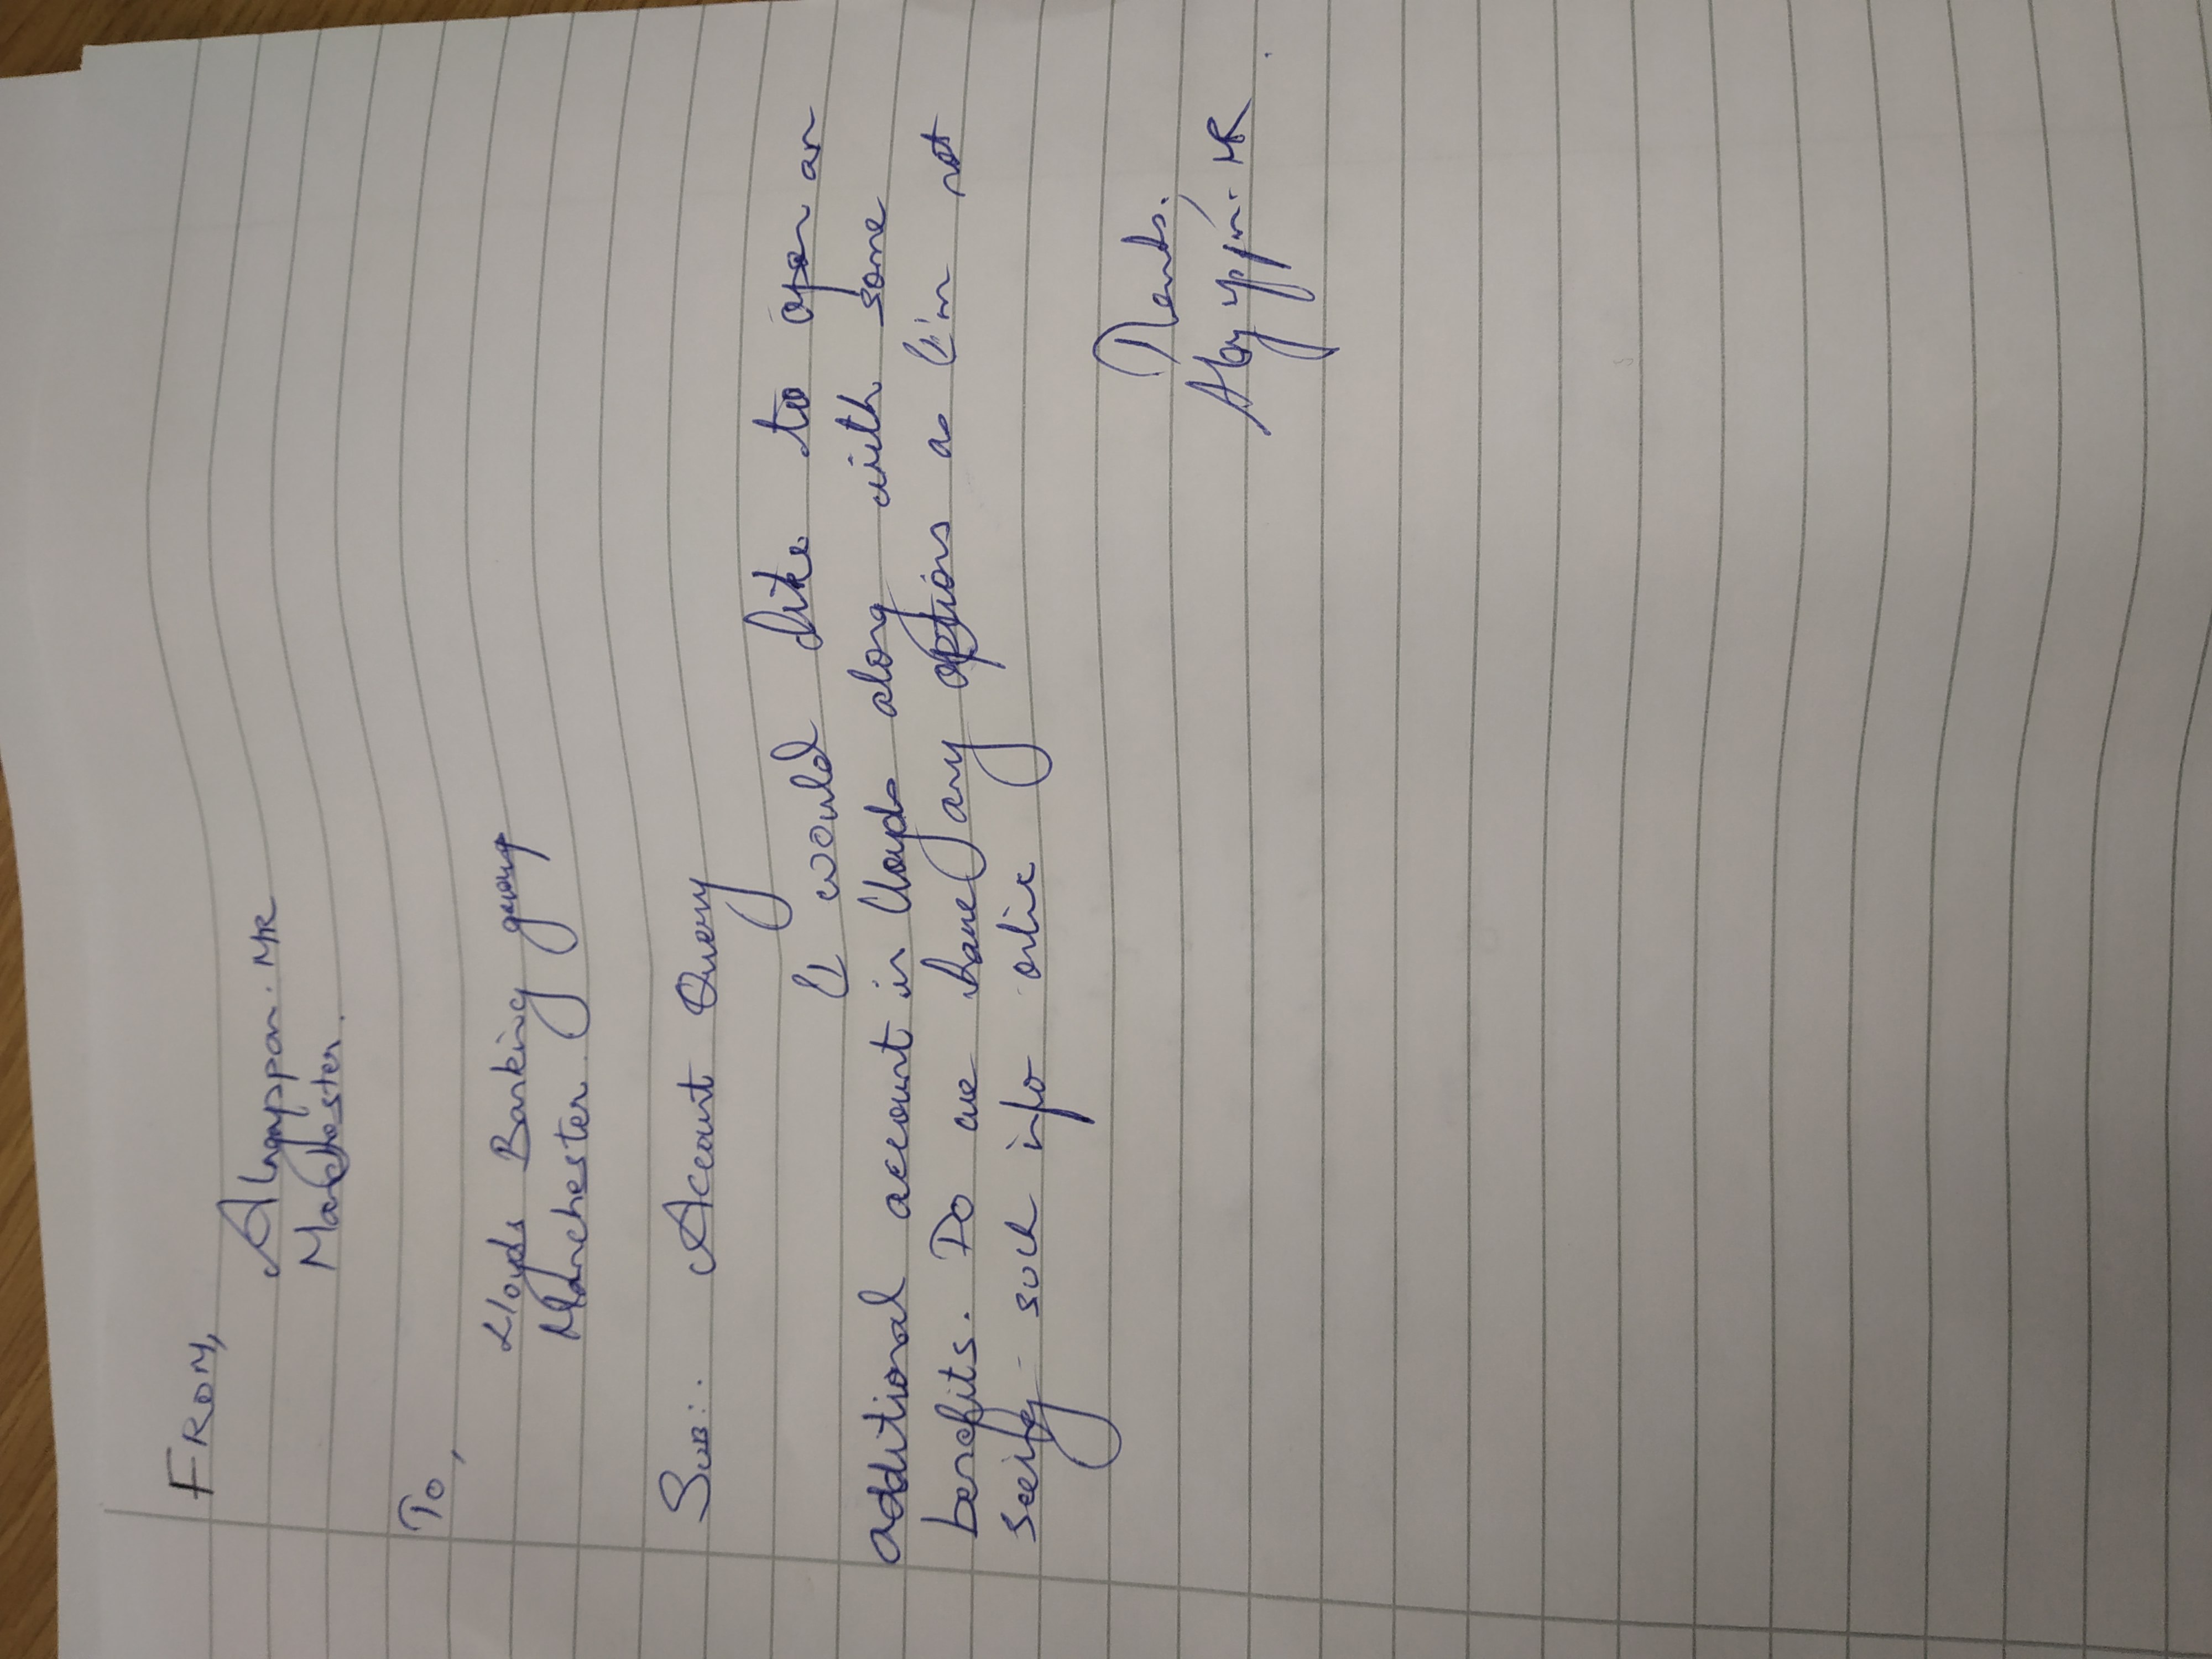 FROM,
Alagappan. MR
Manchester.
To,
Lloyds Banking group
Manchester.
Sub:. Account Query
I would like to open an
additional account in Lloyds along with some
benefits. Do we have any options as I'm not
seeing such info online
Thanks,
Alagappan. MR